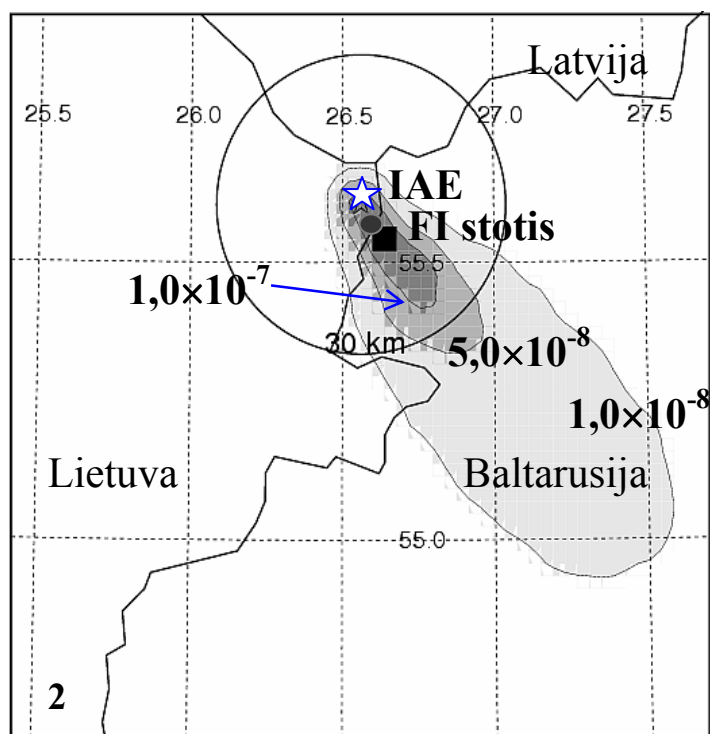 Latvija
25.5 26.0 26.5 27.0 27.5
IAE
FI stotis
55.5
1,0×10⁻⁷
30 km
5,0×10⁻⁸
1,0×10⁻⁸
Lietuva Baltarusija
55.0
2